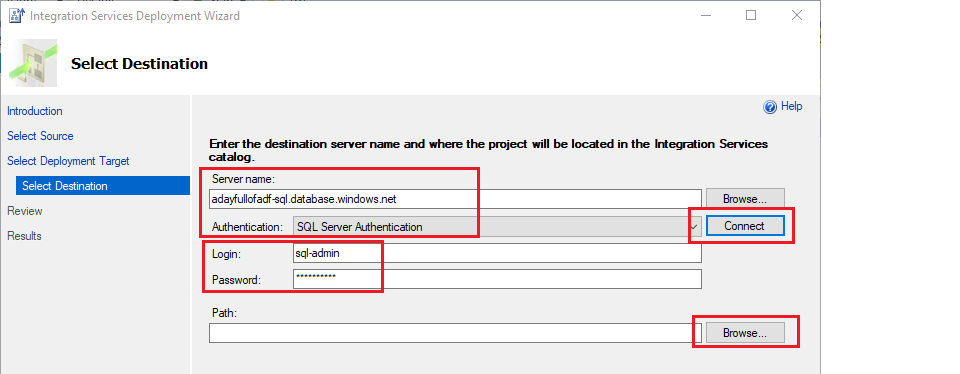 Integration Services Deployment Wizard
Select Destination
Help
Introduction
Select Source
Select Deployment Target
Select Destination
Review
Results
Enter the destination server name and where the project will be located in the Integration Services
catalog.
Server name:
adayfullofadf-sql.database.windows.net
Browse...
Authentication:
SQL Server Authentication
Connect
Login:
sql-admin
Password:
**********
Path:
Browse...